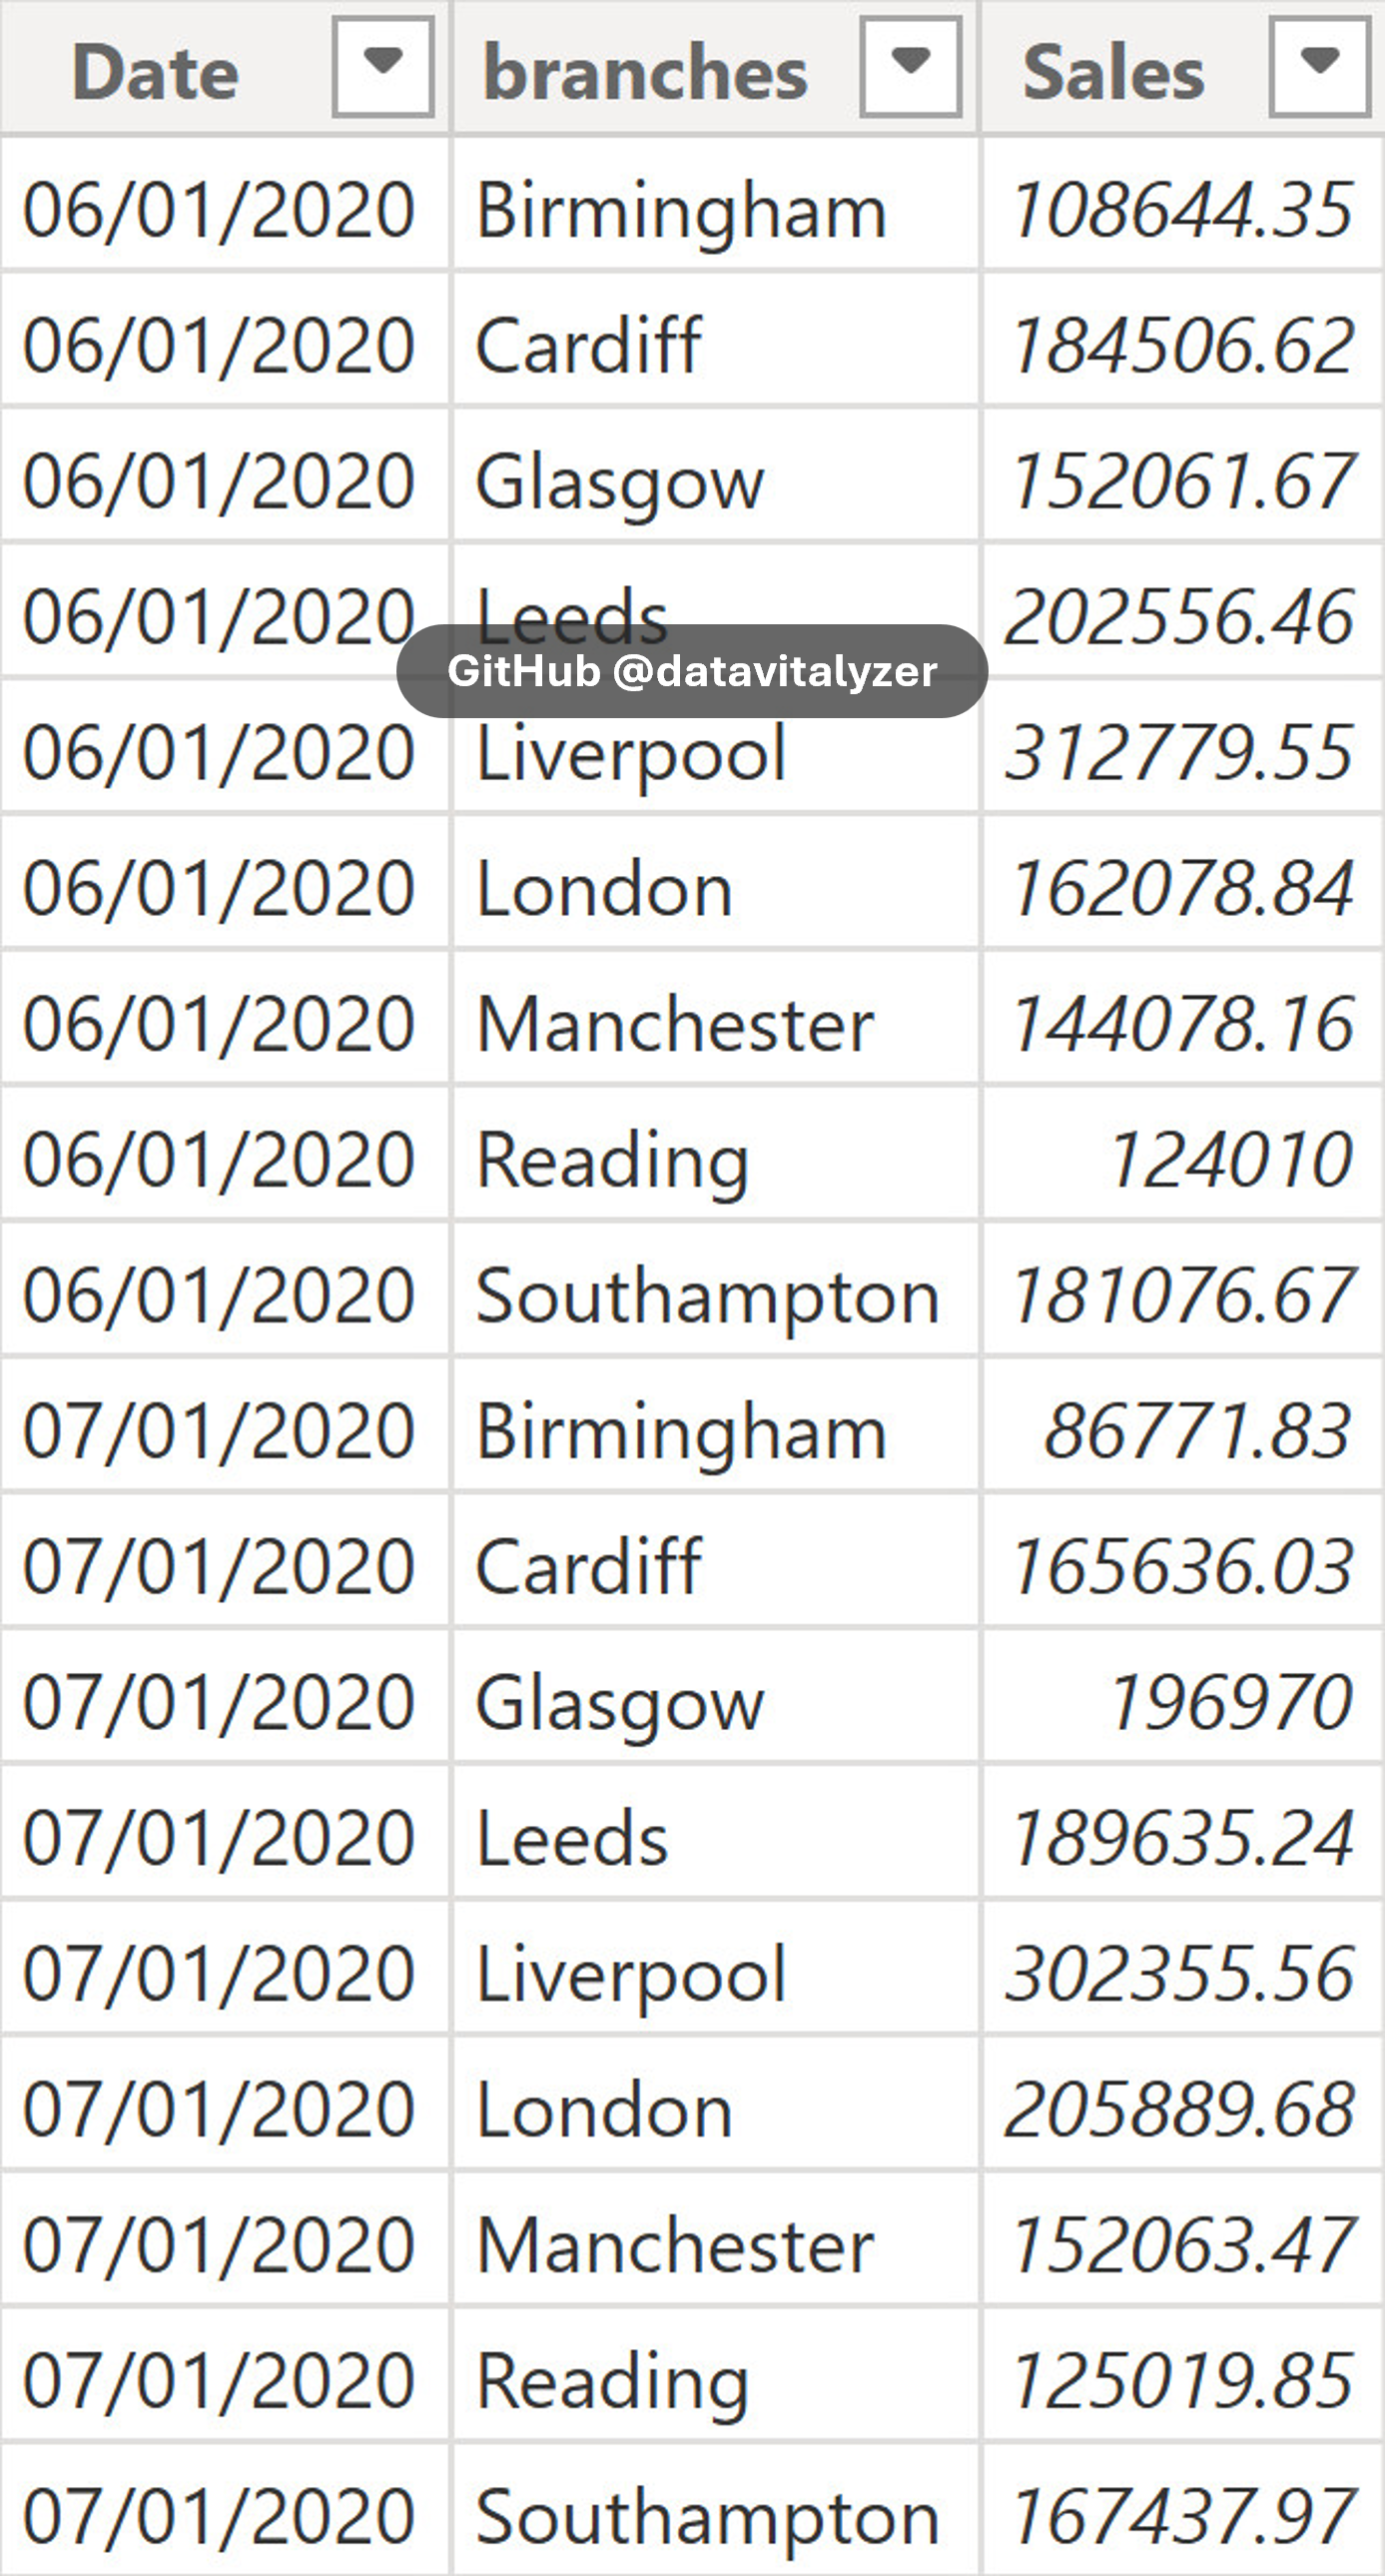 Date branches Sales
06/01/2020 Birmingham 108644.35
06/01/2020 Cardiff 184506.62
06/01/2020 Glasgow 152061.67
06/01/2020 Leeds 202556.46
GitHub @datavitalyzer
06/01/2020 Liverpool 312779.55
06/01/2020 London 162078.84
06/01/2020 Manchester 144078.16
06/01/2020 Reading 124010
06/01/2020 Southampton 181076.67
07/01/2020 Birmingham 86771.83
07/01/2020 Cardiff 165636.03
07/01/2020 Glasgow 196970
07/01/2020 Leeds 189635.24
07/01/2020 Liverpool 302355.56
07/01/2020 London 205889.68
07/01/2020 Manchester 152063.47
07/01/2020 Reading 125019.85
07/01/2020 Southampton 167437.97